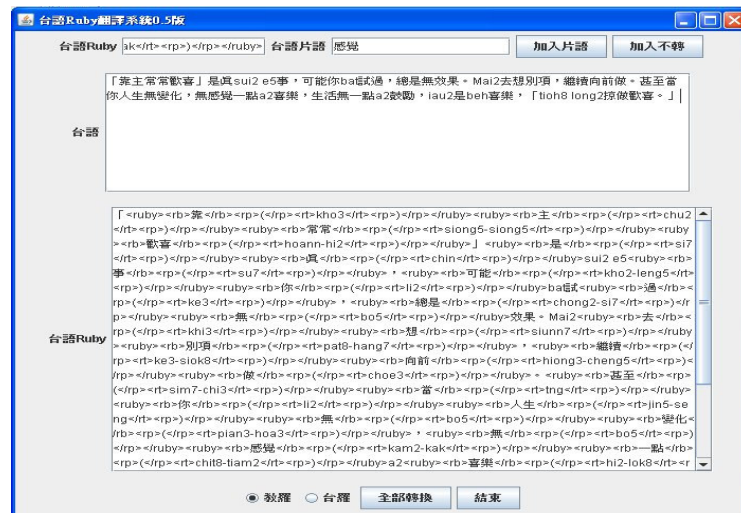 台語Ruby翻譯系統0.5版
台語Ruby ak</rt><rp>)</rp></ruby> 台語片語 感覺 加入片語 加入不轉
「靠主常常歡喜」是真sui2 e5事,可能你bat試過,總是無效果。Mai2去想別項,繼續向前做。甚至當
你人生無變化,無感覺一點a2喜樂,生活無一點a2鼓勵,iau2是beh喜樂,「tioh8 long2掠做歡喜。」
台語
「<ruby><rb>靠</rb><rp>(</rp><rt>kho3</rt><rp>)</rp></ruby><ruby><rb>主</rb><rp>(</rp><rt>chu2
</rt><rp>)</rp></ruby><ruby><rb>常常</rb><rp>(</rp><rt>siong5-siong5</rt><rp>)</rp></ruby><ruby
><rb>歡喜</rb><rp>(</rp><rt>hoann-hi2</rt><rp>)</rp></ruby>」<ruby><rb>是</rb><rp>(</rp><rt>si7
</rt><rp>)</rp></ruby><ruby><rb>真</rb><rp>(</rp><rt>chin</rt><rp>)</rp></ruby>sui2 e5<ruby><rb>
事</rb><rp>(</rp><rt>su7</rt><rp>)</rp></ruby>,<ruby><rb>可能</rb><rp>(</rp><rt>kho2-leng5</rt>
<rp>)</rp></ruby><ruby><rb>你</rb><rp>(</rp><rt>li2</rt><rp>)</rp></ruby>bat試<ruby><rb>過</rb><
rp>(</rp><rt>ke3</rt><rp>)</rp></ruby>,<ruby><rb>總是</rb><rp>(</rp><rt>chong2-si7</rt><rp>)</r
p></ruby><ruby><rb>無</rb><rp>(</rp><rt>bo5</rt><rp>)</rp></ruby>效果。Mai2<ruby><rb>去</rb><rp
>(</rp><rt>khi3</rt><rp>)</rp></ruby><ruby><rb>想</rb><rp>(</rp><rt>siunn7</rt><rp>)</rp></ruby
><ruby><rb>別項</rb><rp>(</rp><rt>pat8-hang7</rt><rp>)</rp></ruby>,<ruby><rb>繼續</rb><rp>(</
rp><rt>ke3-siok8</rt><rp>)</rp></ruby><ruby><rb>向前</rb><rp>(</rp><rt>hiong3-cheng5</rt><rp>)<
/rp></ruby><ruby><rb>做</rb><rp>(</rp><rt>choe3</rt><rp>)</rp></ruby>。<ruby><rb>甚至</rb><rp>
(</rp><rt>sim7-chi3</rt><rp>)</rp></ruby><ruby><rb>當</rb><rp>(</rp><rt>tng</rt><rp>)</rp></ruby>
<ruby><rb>你</rb><rp>(</rp><rt>li2</rt><rp>)</rp></ruby><ruby><rb>人生</rb><rp>(</rp><rt>jin5-se
ng</rt><rp>)</rp></ruby><ruby><rb>無</rb><rp>(</rp><rt>bo5</rt><rp>)</rp></ruby><ruby><rb>變化<
/rb><rp>(</rp><rt>pian3-hoa3</rt><rp>)</rp></ruby>,<ruby><rb>無</rb><rp>(</rp><rt>bo5</rt><rp>)
</rp></ruby><ruby><rb>感覺</rb><rp>(</rp><rt>kam2-kak</rt><rp>)</rp></ruby><ruby><rb>一點</rb>
<rp>(</rp><rt>chit8-tiam2</rt><rp>)</rp></ruby>a2<ruby><rb>喜樂</rb><rp>(</rp><rt>hi2-lok8</rt><r
台語Ruby
教羅 台羅 全部轉換 結束